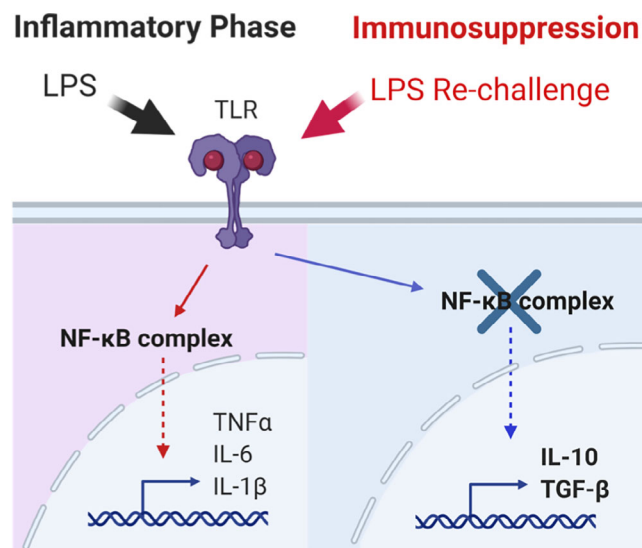 Inflammatory Phase
Immunosuppression
LPS
TLR
LPS Re-challenge
NF-κB complex
TNFα
IL-6
IL-1β
NF-κB complex
IL-10
TGF-β